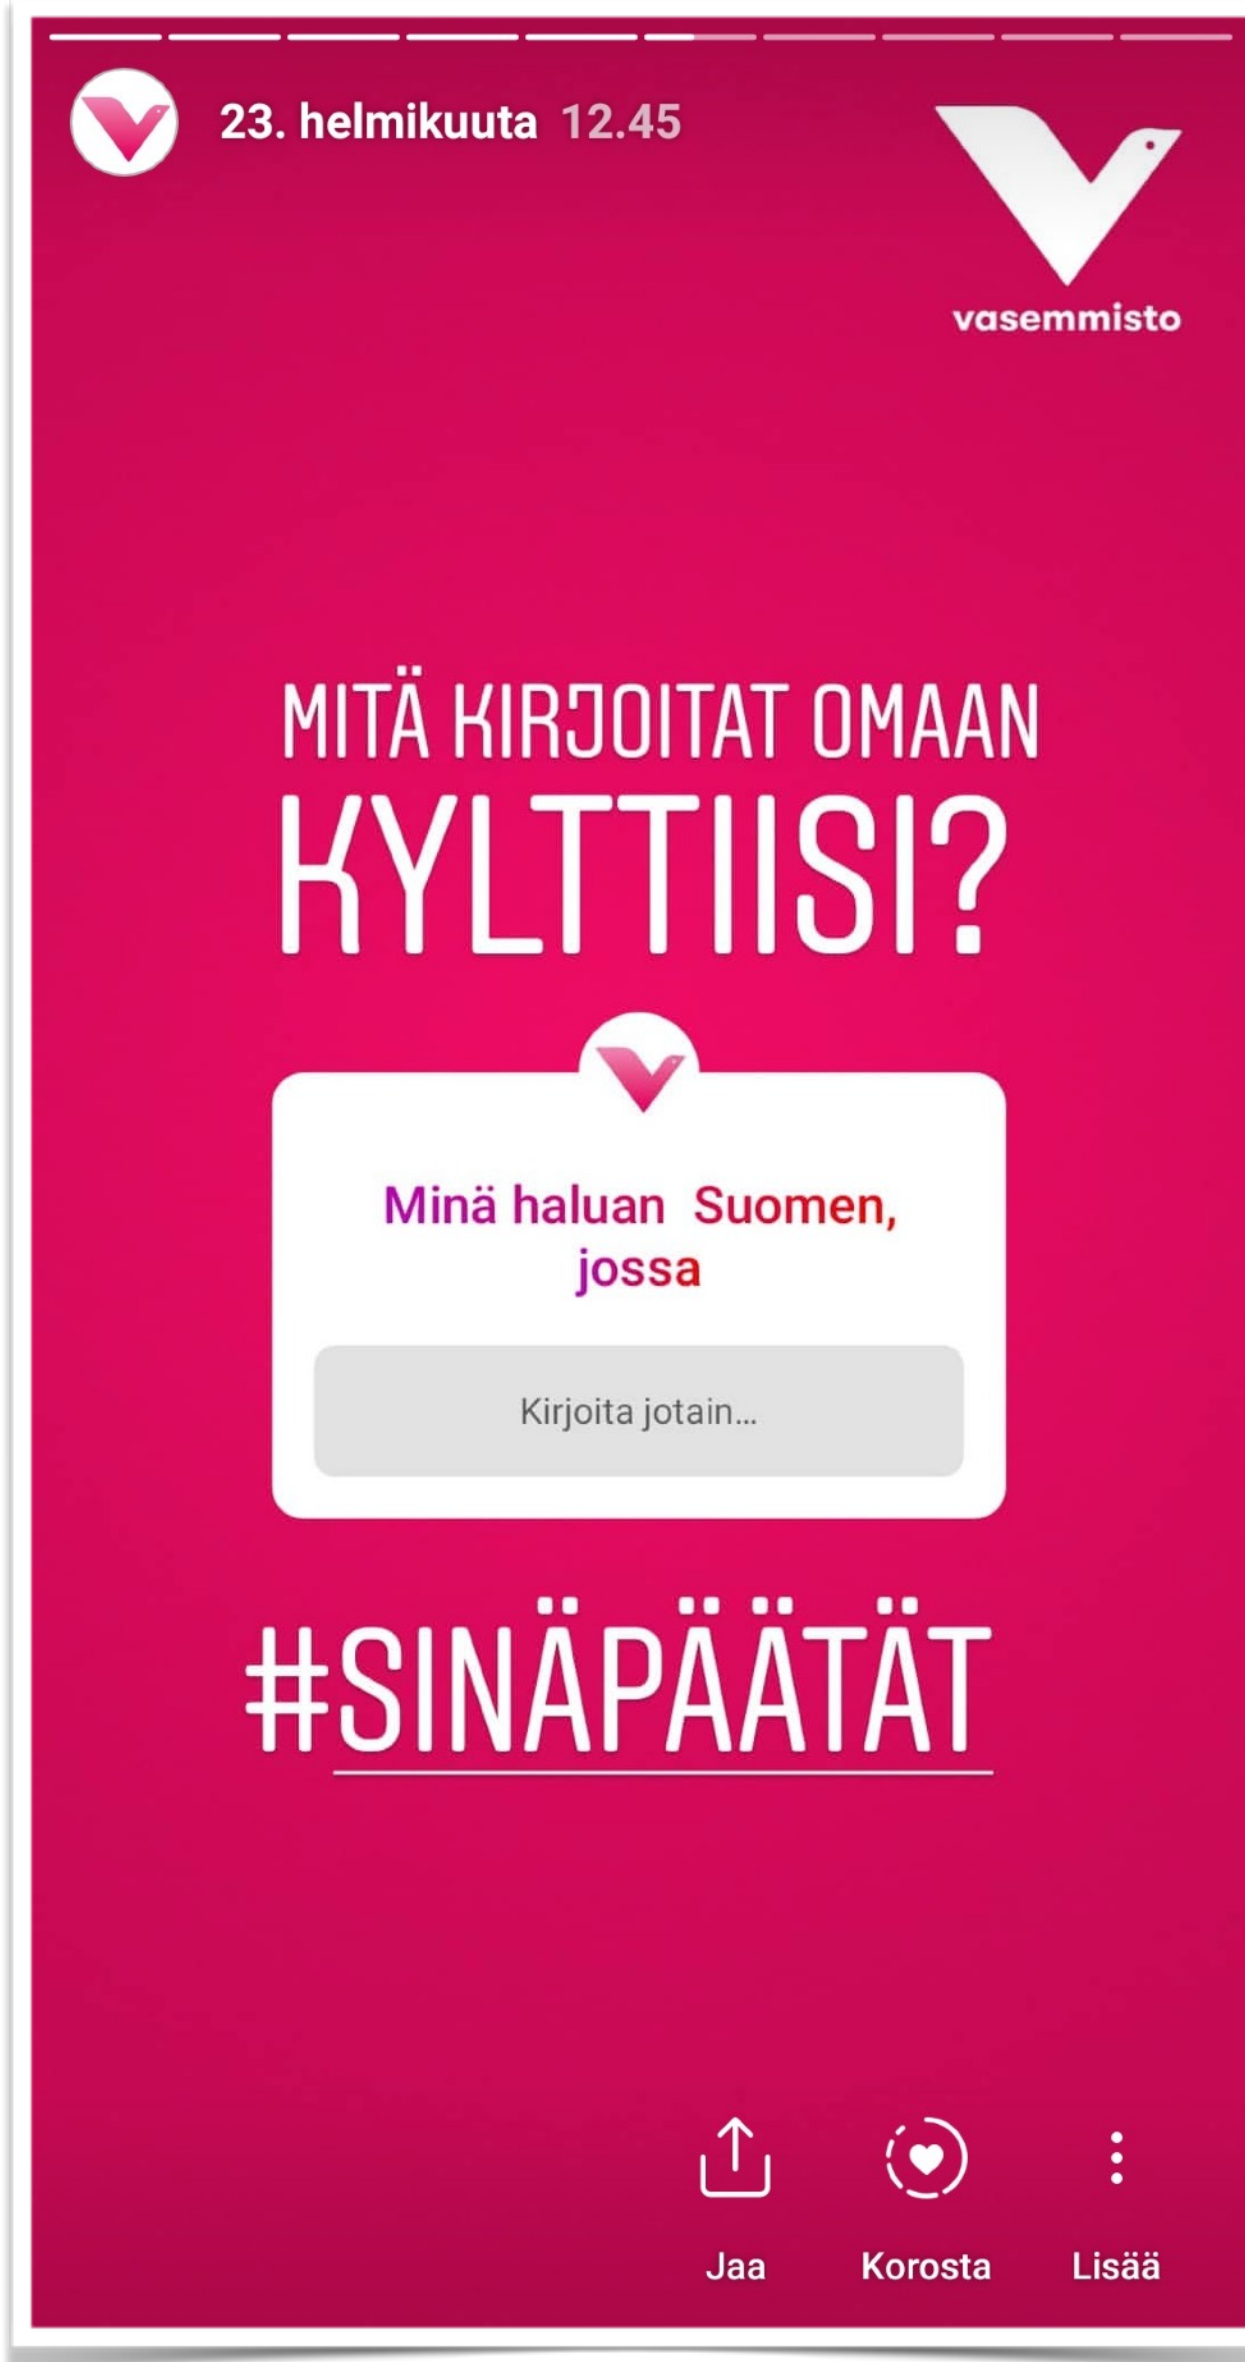 23. helmikuuta 12.45
vasemmisto
MITÄ KIRJOITAT OMAAN
KYLTTIISI?
Minä haluan Suomen,
jossa
Kirjoita jotain...
#SINÄPÄÄTÄT
Jaa Korosta Lisää